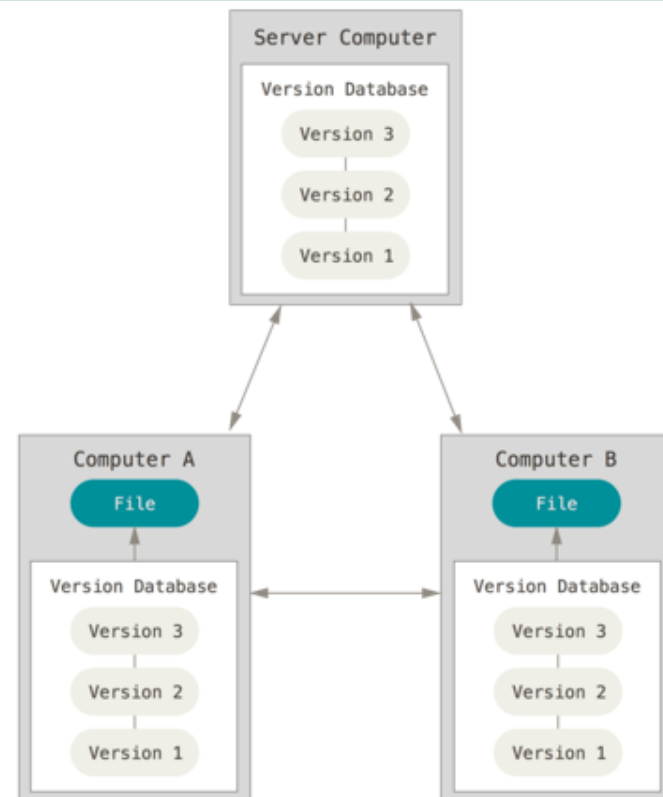 Server Computer
Version Database
Version 3
Version 2
Version 1
Computer A
File
Version Database
Version 3
Version 2
Version 1
Computer B
File
Version Database
Version 3
Version 2
Version 1